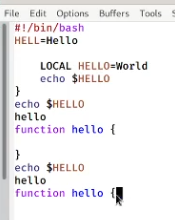 File Edit Options Buffers Tools
#!/bin/bash
HELL=Hello
LOCAL HELLO=World
echo $HELLO
}
echo $HELLO
hello
function hello {
}
echo $HELLO
hello
function hello {